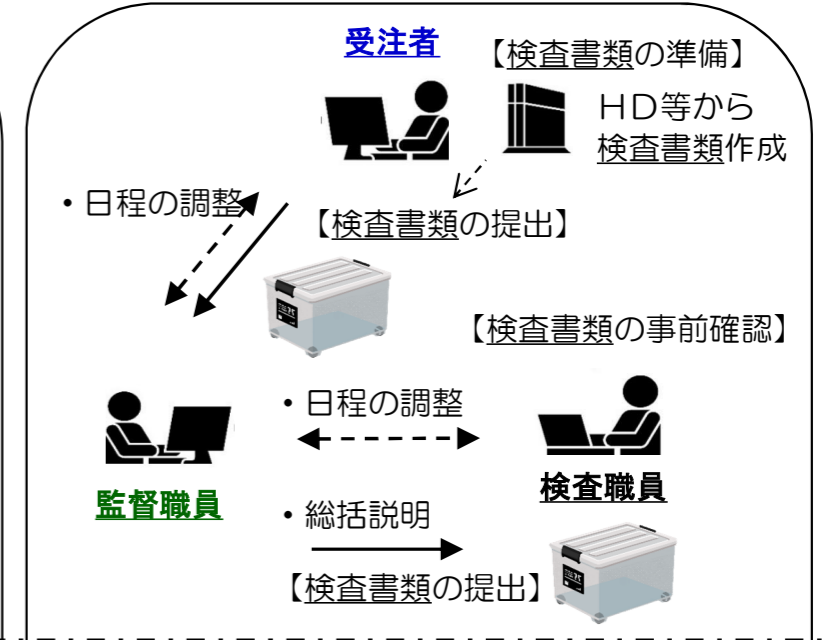 受注者
【検査書類の準備】
ＨＤ等から
検査書類作成
・日程の調整
【検査書類の提出】
【検査書類の事前確認】
・日程の調整
監督職員
検査職員
・総括説明
【検査書類の提出】